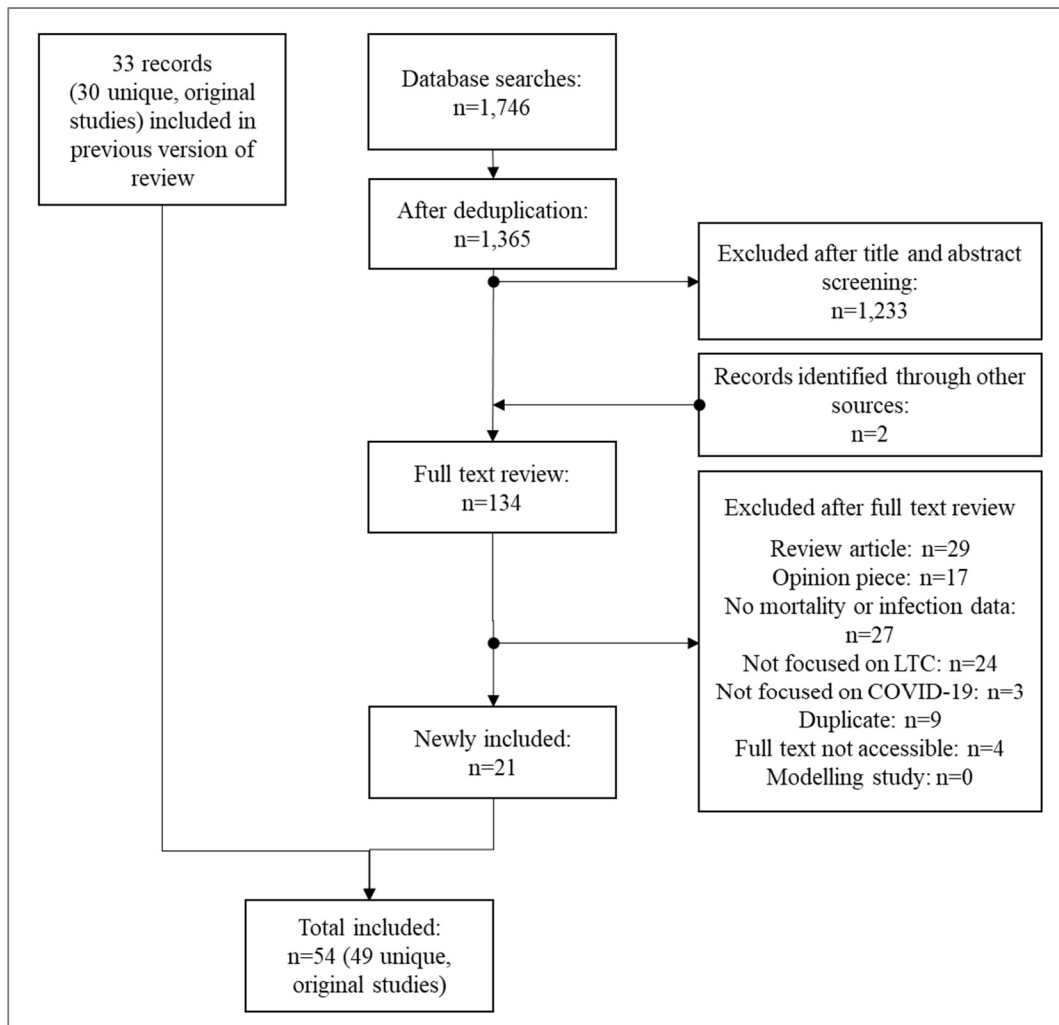 33 records
(30 unique, original
studies) included in
previous version of
review
Database searches:
n=1,746
After deduplication:
n=1,365
Excluded after title and abstract
screening:
n=1,233
Records identified through other
sources:
n=2
Full text review:
n=134
Excluded after full text review
Review article: n=29
Opinion piece: n=17
No mortality or infection data:
n=27
Not focused on LTC: n=24
Not focused on COVID-19: n=3
Duplicate: n=9
Full text not accessible: n=4
Modelling study: n=0
Newly included:
n=21
Total included:
n=54 (49 unique,
original studies)